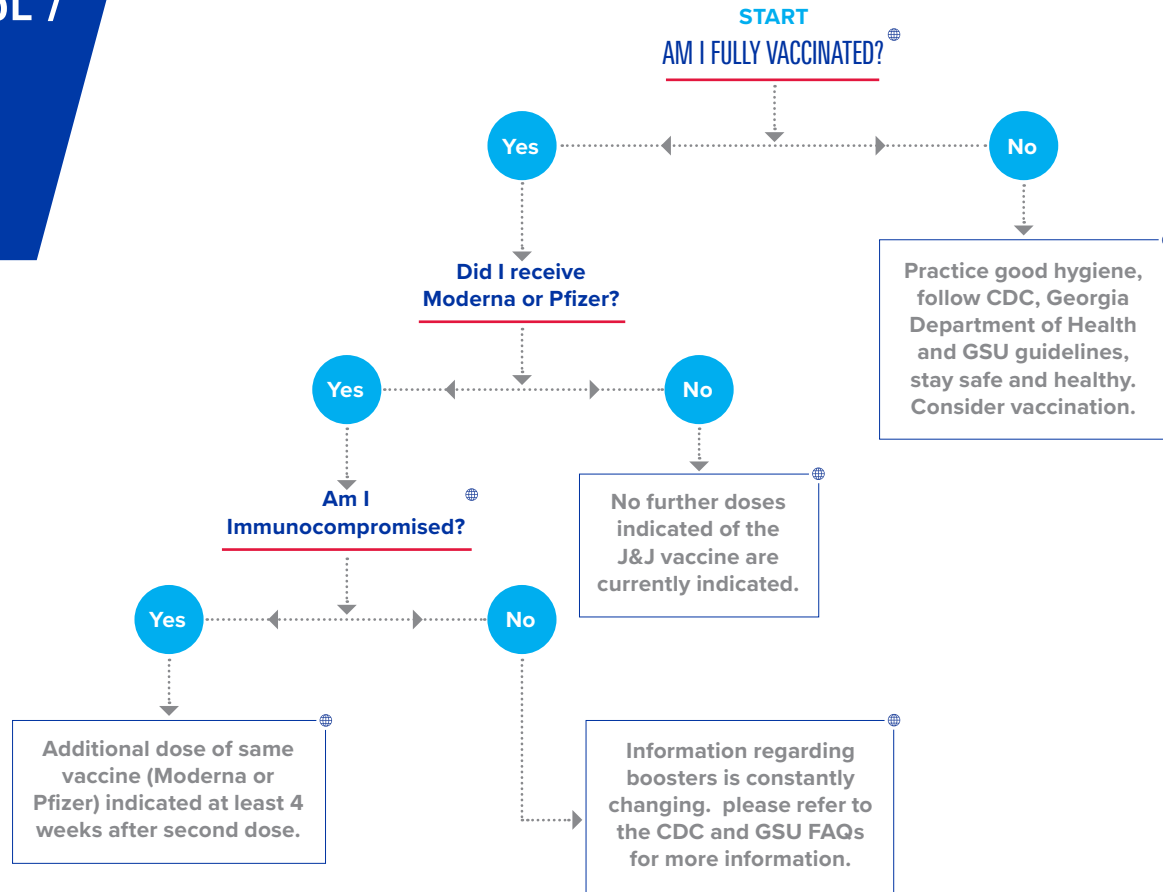 START
AM I FULLY VACCINATED?
Yes
No
Did I receive
Moderna or Pfizer?
Practice good hygiene,
follow CDC, Georgia
Department of Health
and GSU guidelines,
stay safe and healthy.
Consider vaccination.
Yes
No
Am I
Immunocompromised?
No further doses
indicated of the
J&J vaccine are
currently indicated.
Yes
No
Additional dose of same
vaccine (Moderna or
Pfizer) indicated at least 4
weeks after second dose.
Information regarding
boosters is constantly
changing.  please refer to
the CDC and GSU FAQs
for more information.